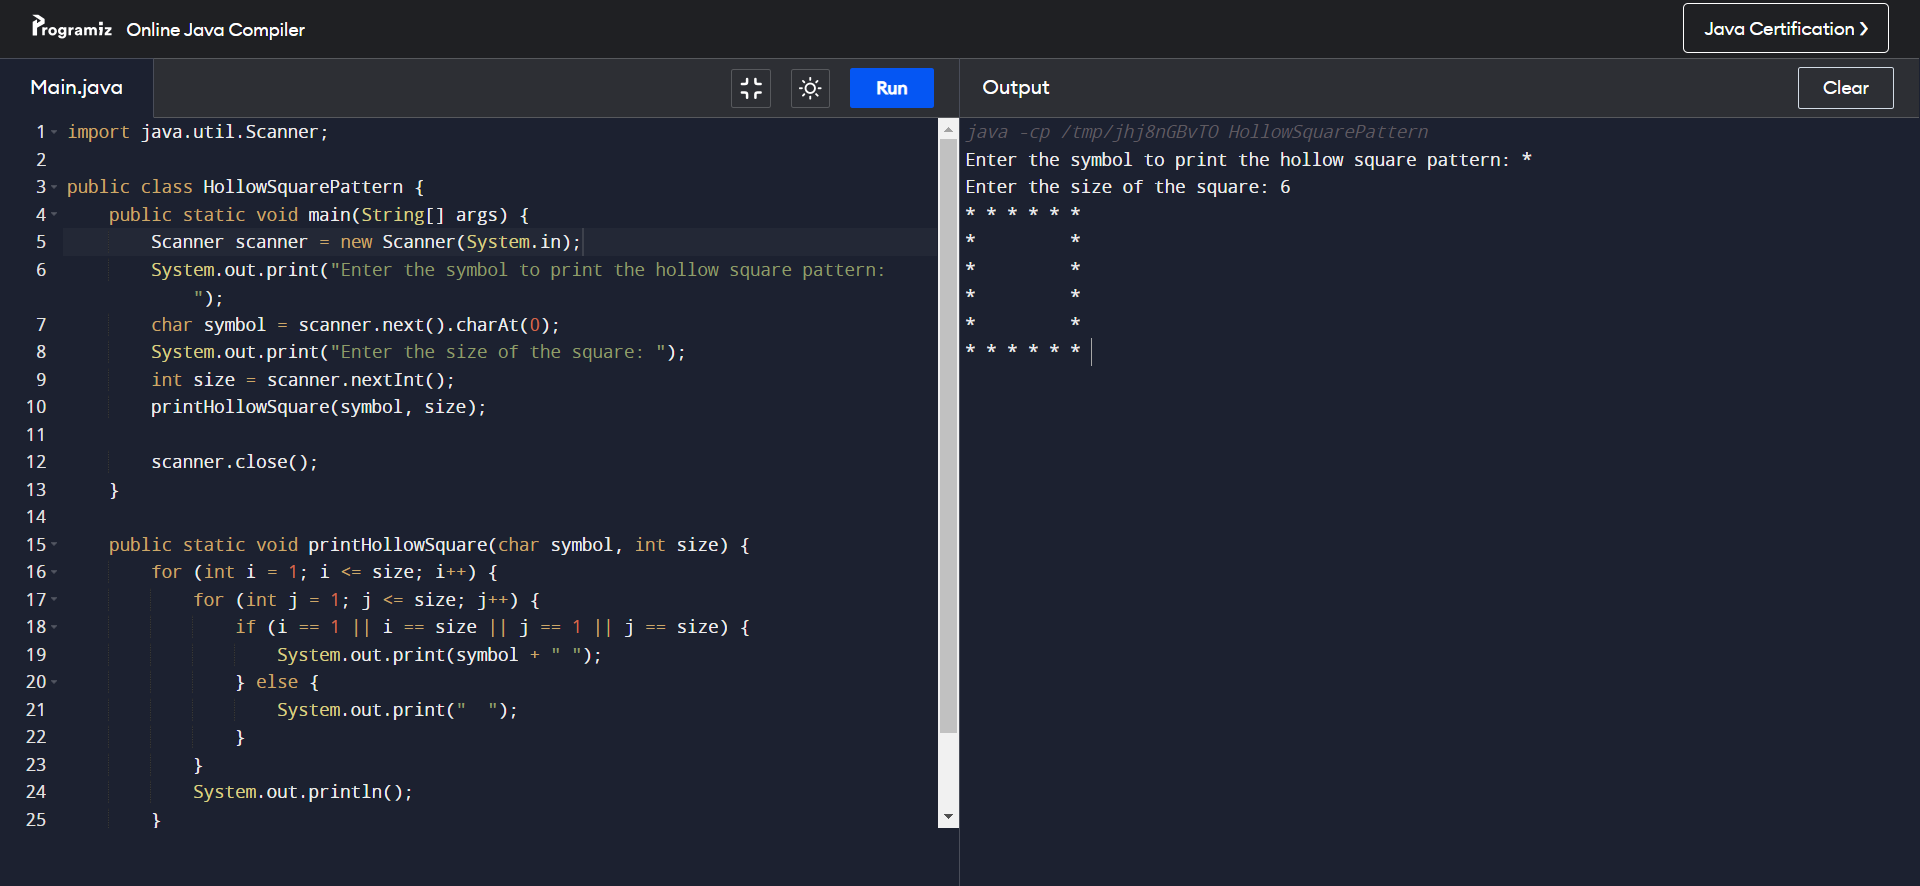 Programiz Online Java Compiler
Java Certification ❯
Main.java
Run
1 import java.util.Scanner;
2
3 public class HollowSquarePattern {
4     public static void main(String[] args) {
5         Scanner scanner = new Scanner(System.in);
6         System.out.print("Enter the symbol to print the hollow square pattern:
            ");
7         char symbol = scanner.next().charAt(0);
8         System.out.print("Enter the size of the square: ");
9         int size = scanner.nextInt();
10         printHollowSquare(symbol, size);
11
12         scanner.close();
13     }
14
15     public static void printHollowSquare(char symbol, int size) {
16         for (int i = 1; i <= size; i++) {
17             for (int j = 1; j <= size; j++) {
18                 if (i == 1 || i == size || j == 1 || j == size) {
19                     System.out.print(symbol + " ");
20                 } else {
21                     System.out.print("  ");
22                 }
23             }
24             System.out.println();
25         }
Output
Clear
java -cp /tmp/jhj8nGBvTO HollowSquarePattern
Enter the symbol to print the hollow square pattern: *
Enter the size of the square: 6
* * * * * *
*         *
*         *
*         *
*         *
* * * * * *